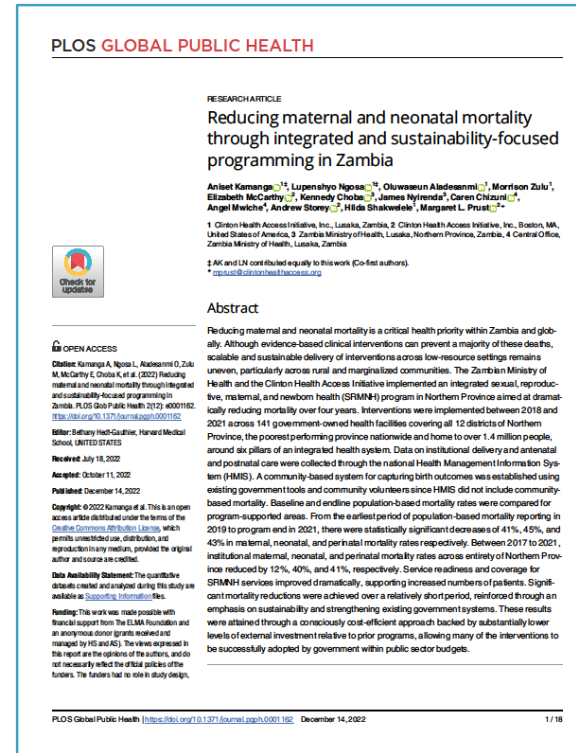 PLOS GLOBAL PUBLIC HEALTH
RESEARCH ARTICLE
Reducing maternal and neonatal mortality
through integrated and sustainability-focused
programming in Zambia
Aniset Kamanga1‡, Lupenshyo Ngosa1‡, Oluwaseun Aladesanmi1, Morrison Zulu1,
Elizabeth McCarthy2, Kennedy Choba3, James Nyirenda3, Caren Chizuni4,
Angel Mwiche4, Andrew Storey2, Hilda Shakwelele1, Margaret L. Prust2*
1 Clinton Health Access Initiative, Inc., Lusaka, Zambia, 2 Clinton Health Access Initiative, Inc., Boston, MA,
United States of America, 3 Zambia Ministry of Health, Lusaka, Northern Province, Zambia, 4 Central Office,
Zambia Ministry of Health, Lusaka, Zambia
‡ AK and LN contributed equally to this work (Co-first authors).
* mprust@clintonhealthaccess.org
Check for
updates
OPEN ACCESS
Citation: Kamanga A, Ngosa L, Aladesanmi O, Zulu
M, McCarthy E, Choba K, et al. (2022) Reducing
maternal and neonatal mortality through integrated
and sustainability-focused programming in
Zambia. PLOS Glob Public Health 2(12): e0001162.
https://doi.org/10.1371/journal.pgph.0001162
Editor: Bethany Hedt-Gauthier, Harvard Medical
School, UNITED STATES
Received: July 18, 2022
Accepted: October 11, 2022
Published: December 14, 2022
Copyright: © 2022 Kamanga et al. This is an open
access article distributed under the terms of the
Creative Commons Attribution License, which
permits unrestricted use, distribution, and
reproduction in any medium, provided the original
author and source are credited.
Data Availability Statement: The quantitative
datasets created and analyzed during this study are
available as Supporting Information files.
Funding: This work was made possible with
financial support from The ELMA Foundation and
an anonymous donor (grants received and
managed by HS and AS). The views expressed in
this report are the opinions of the authors, and do
not necessarily reflect the official policies of the
funders. The funders had no role in study design,
Abstract
Reducing maternal and neonatal mortality is a critical health priority within Zambia and glob-
ally. Although evidence-based clinical interventions can prevent a majority of these deaths,
scalable and sustainable delivery of interventions across low-resource settings remains
uneven, particularly across rural and marginalized communities. The Zambian Ministry of
Health and the Clinton Health Access Initiative implemented an integrated sexual, reproduc-
tive, maternal, and newborn health (SRMNH) program in Northern Province aimed at dramat-
ically reducing mortality over four years. Interventions were implemented between 2018 and
2021 across 141 government-owned health facilities covering all 12 districts of Northern
Province, the poorest performing province nationwide and home to over 1.4 million people,
around six pillars of an integrated health system. Data on institutional delivery and antenatal
and postnatal care were collected through the national Health Management Information Sys-
tem (HMIS). A community-based system for capturing birth outcomes was established using
existing government tools and community volunteers since HMIS did not include community-
based mortality. Baseline and endline population-based mortality rates were compared for
program-supported areas. From the earliest period of population-based mortality reporting in
2019 to program end in 2021, there were statistically significant decreases of 41%, 45%, and
43% in maternal, neonatal, and perinatal mortality rates respectively. Between 2017 to 2021,
institutional maternal, neonatal, and perinatal mortality rates across entirety of Northern Prov-
ince reduced by 12%, 40%, and 41%, respectively. Service readiness and coverage for
SRMNH services improved dramatically, supporting increased numbers of patients. Signifi-
cant mortality reductions were achieved over a relatively short period, reinforced through an
emphasis on sustainability and strengthening existing government systems. These results
were attained through a consciously cost-efficient approach backed by substantially lower
levels of external investment relative to prior programs, allowing many of the interventions to
be successfully adopted by government within public sector budgets.
PLOS Global Public Health | https://doi.org/10.1371/journal.pgph.0001162 December 14, 2022 1 / 18